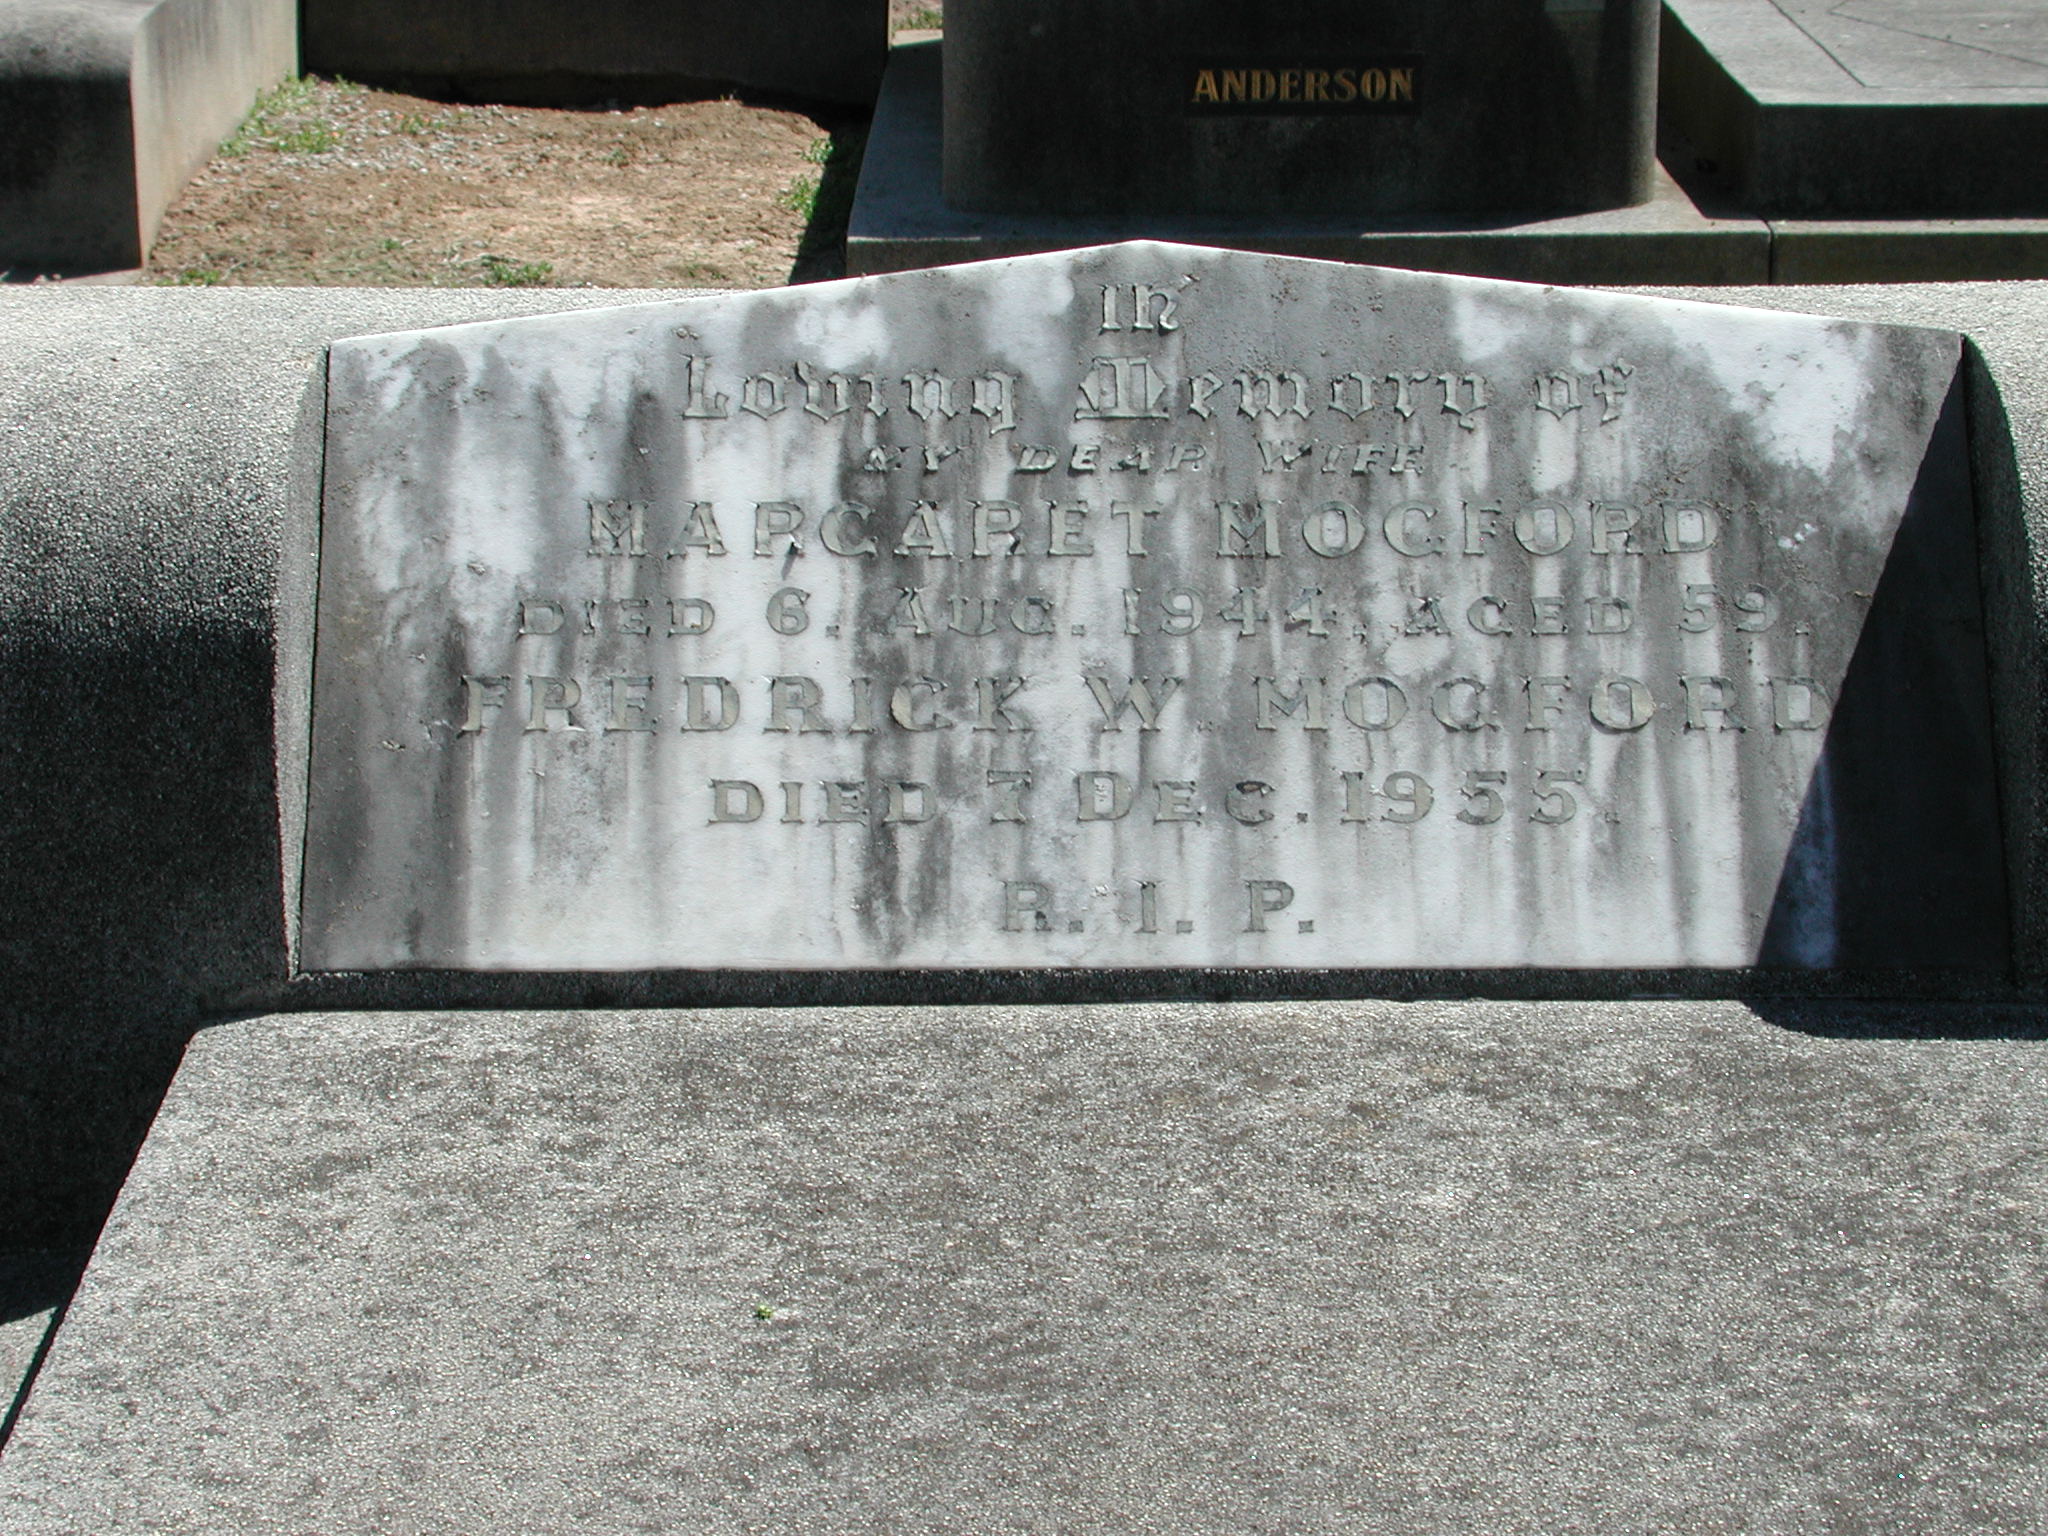 ANDERSON
In
Loving Memory of
MY DEAR WIFE
MARGARET MOGFORD
DIED 6. AUG. 1944, AGED 59.
FREDRICK W. MOGFORD
DIED 7 DEC. 1955.
R. I. P.